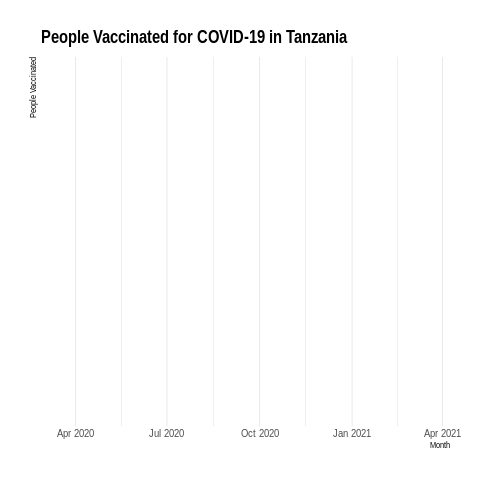 People Vaccinated for COVID-19 in Tanzania
People Vaccinated
Apr 2020
Jul 2020
Oct 2020
Jan 2021
Apr 2021
Month